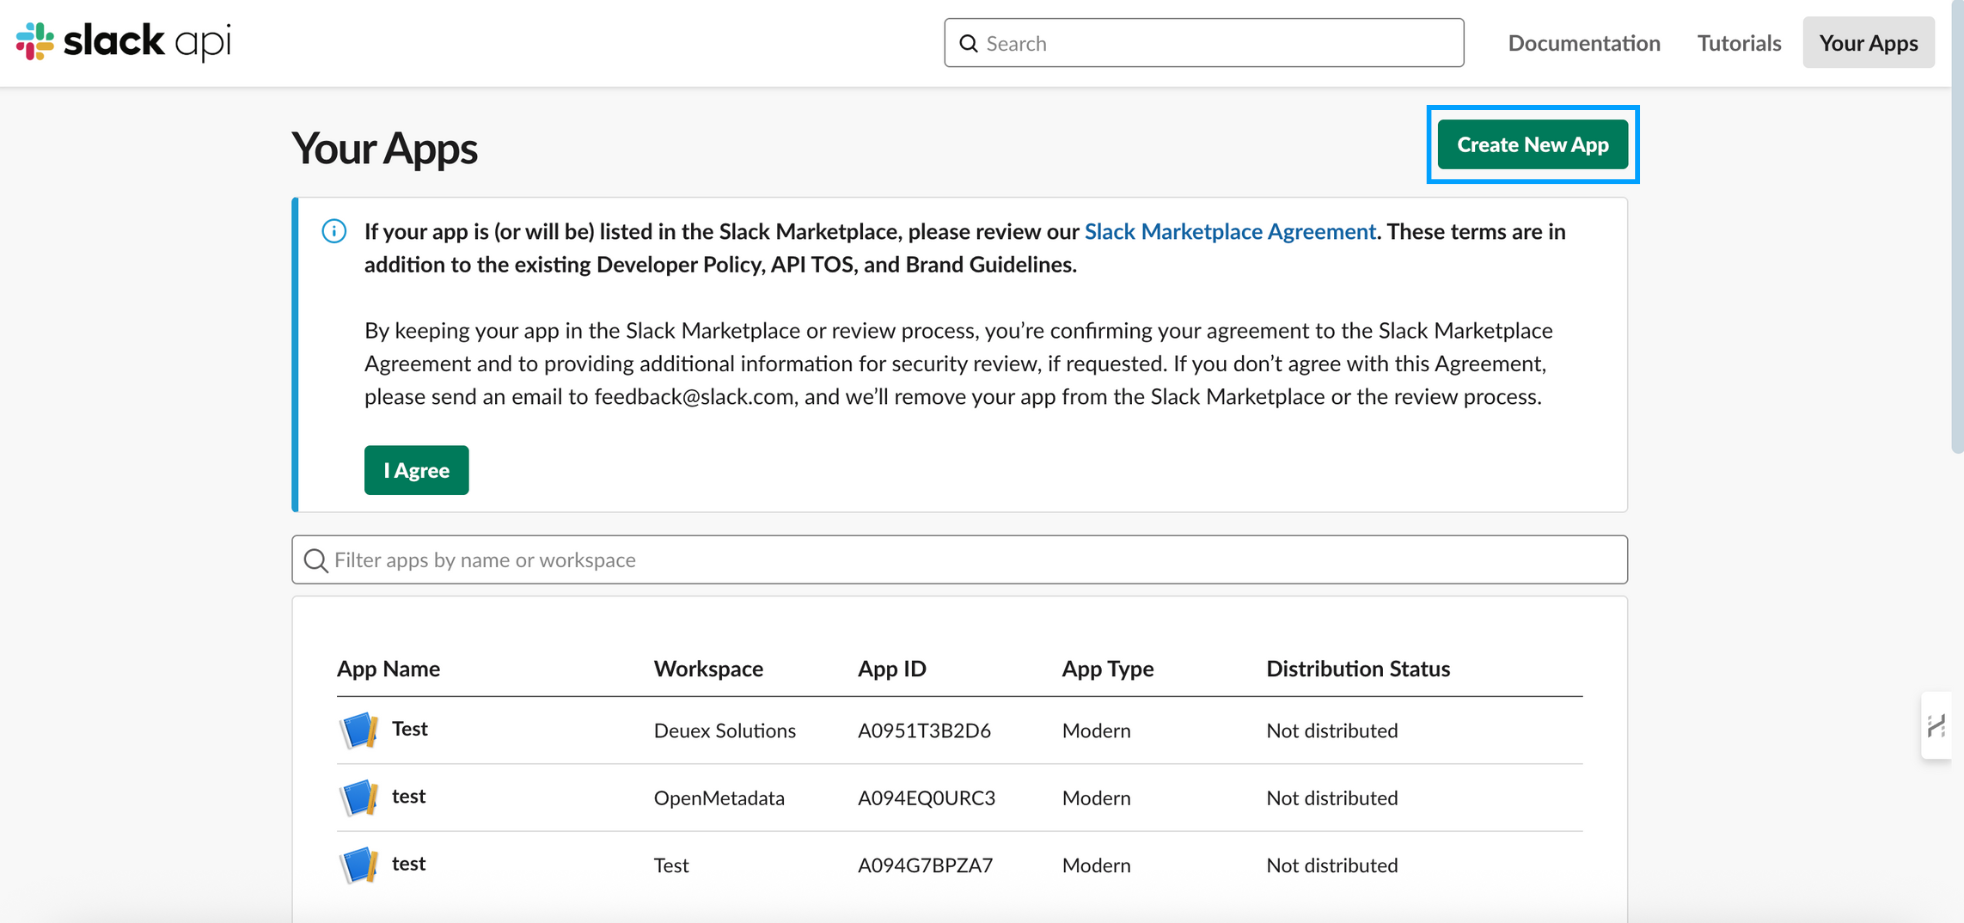 slack api
Search
Documentation
Tutorials
Your Apps
Your Apps
Create New App
If your app is (or will be) listed in the Slack Marketplace, please review our Slack Marketplace Agreement. These terms are in
addition to the existing Developer Policy, API TOS, and Brand Guidelines.
By keeping your app in the Slack Marketplace or review process, you’re confirming your agreement to the Slack Marketplace
Agreement and to providing additional information for security review, if requested. If you don’t agree with this Agreement,
please send an email to feedback@slack.com, and we’ll remove your app from the Slack Marketplace or the review process.
I Agree
Filter apps by name or workspace
App Name Workspace App ID App Type Distribution Status
Test Deuex Solutions A0951T3B2D6 Modern Not distributed
test OpenMetadata A094EQ0URC3 Modern Not distributed
test Test A094G7BPZA7 Modern Not distributed